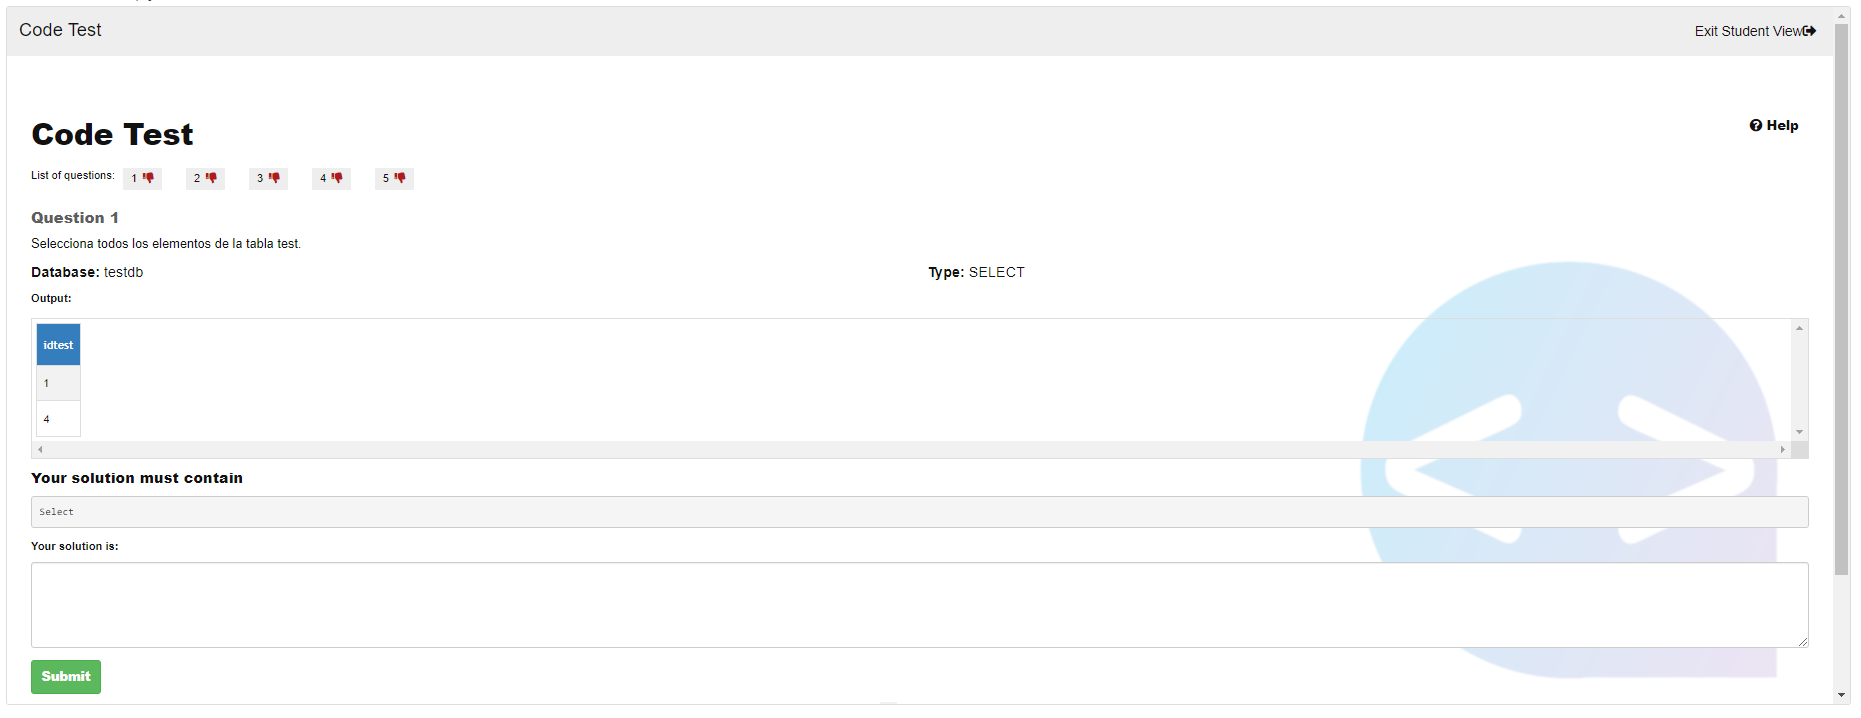 Code Test
Exit Student View
Code Test
Help
List of questions: 1 2 3 4 5
Question 1
Selecciona todos los elementos de la tabla test.
Database: testdb
Type: SELECT
Output:
idtest
1
4
Your solution must contain
Select
Your solution is:
Submit